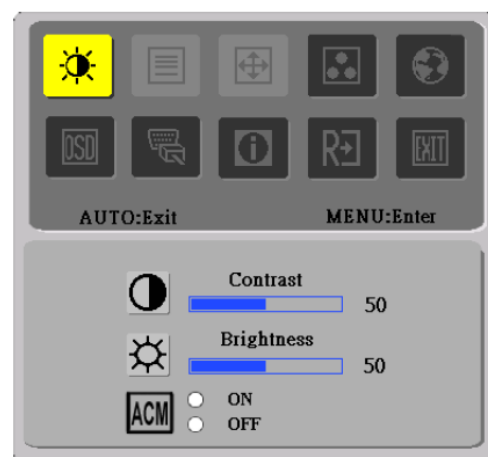 OSD
i
R
EXIT
AUTO:Exit MENU:Enter
Contrast
50
Brightness
50
ACM ON
OFF